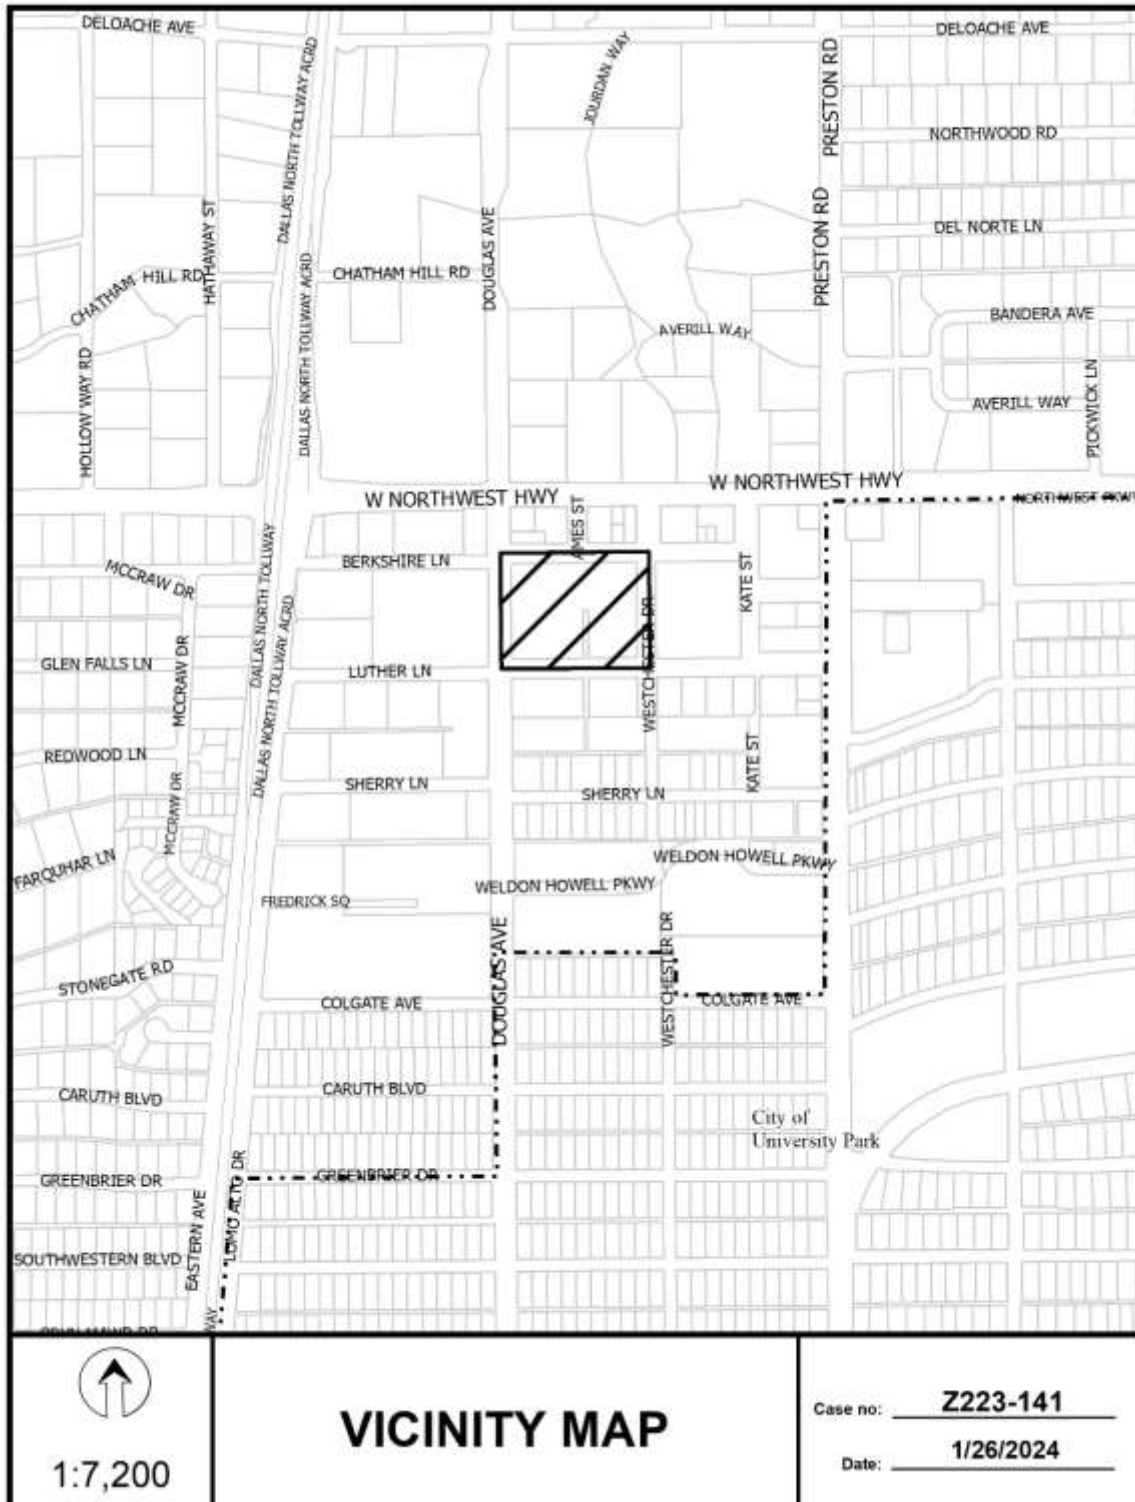 DELOACHE AVE
DELOACHE AVE
DALLAS NORTH TOLLWAY ACRD
JOURDAN WAY
PRESTON RD
NORTHWOOD RD
HATHAWAY ST
DOUGLAS AVE
PRESTON RD
DEL NORTE LN
CHATHAM HILL RD
CHATHAM HILL RD
DALLAS NORTH TOLLWAY ACRD
BANDERA AVE
AVERILL WAY
HOLLOW WAY RD
AVERILL WAY
PICKWICK LN
W NORTHWEST HWY
W NORTHWEST HWY
NORTHWEST PKWY
AMES ST
BERKSHIRE LN
MCCRAW DR
DALLAS NORTH TOLLWAY
KATE ST
DALLAS NORTH TOLLWAY ACRD
WESTCHESTER DR
GLEN FALLS LN
MCCRAW DR
LUTHER LN
REDWOOD LN
DALLAS NORTH TOLLWAY ACRD
KATE ST
SHERRY LN
SHERRY LN
MCCRAW DR
FARQUHAR LN
WELDON HOWELL PKWY
WELDON HOWELL PKWY
FREDRICK SQ
DOUGLAS AVE
WESTCHESTER DR
STONEGATE RD
COLGATE AVE
COLGATE AVE
CARUTH BLVD
CARUTH BLVD
City of
University Park
GREENBRIER DR
GREENBRIER DR
LOMO ALTO DR
EASTERN AVE
SOUTHWESTERN BLVD
WAY
1:7,200
VICINITY MAP
Case no: Z223-141
Date: 1/26/2024